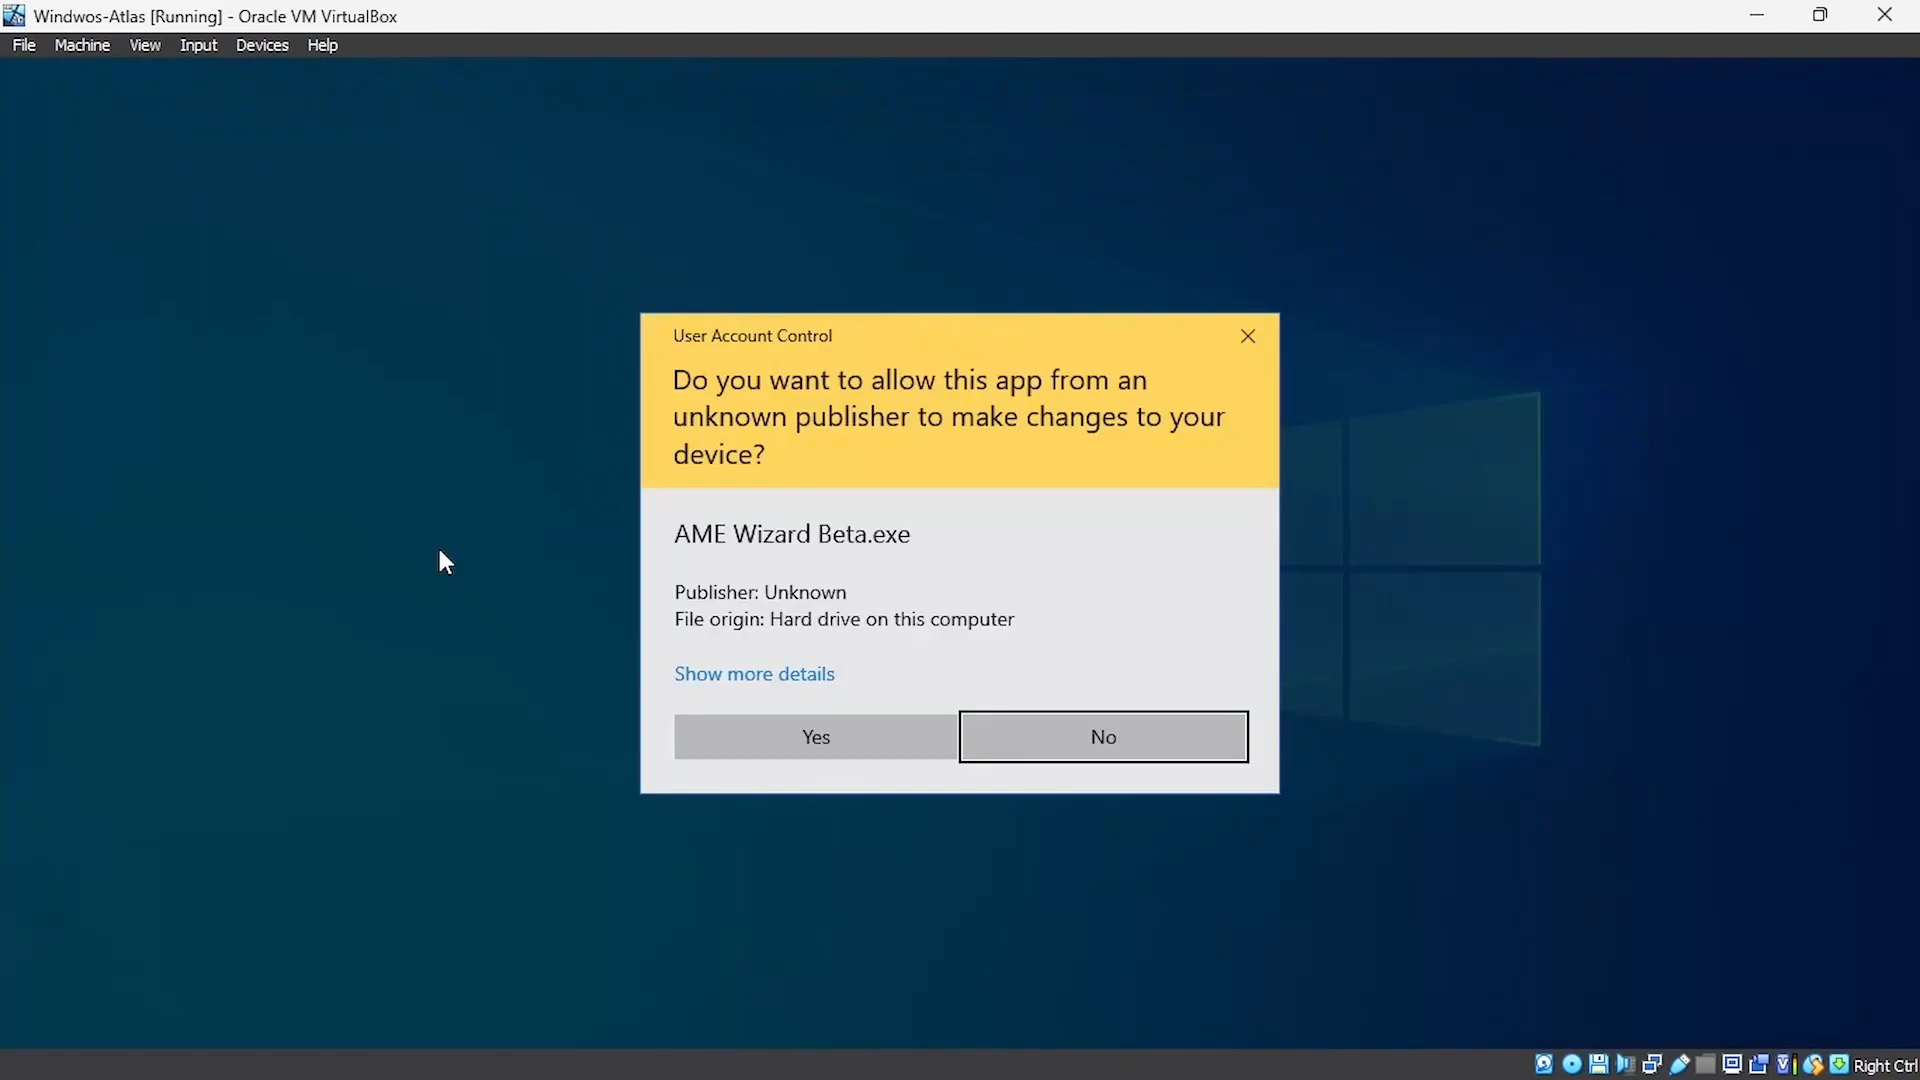 Windwos-Atlas [Running] - Oracle VM VirtualBox
File Machine View Input Devices Help
User Account Control
Do you want to allow this app from an
unknown publisher to make changes to your
device?
AME Wizard Beta.exe
Publisher: Unknown
File origin: Hard drive on this computer
Show more details
Yes No
Right Ctrl